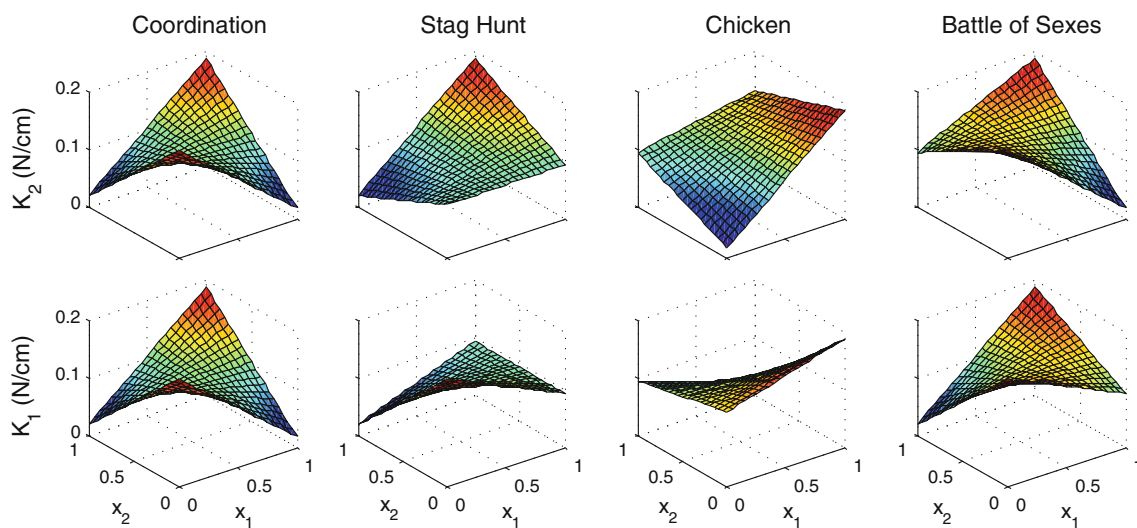 Coordination Stag Hunt Chicken Battle of Sexes
K2 (N/cm)
0.2
0.1
0
K1 (N/cm)
0.2
0.1
0
1 1 1 1 1
0.5 0.5 0.5 0.5 0.5 0.5 0.5 0.5
0 0 0 0 0 0 0 0
x2 x1 x2 x1 x2 x1 x2 x1